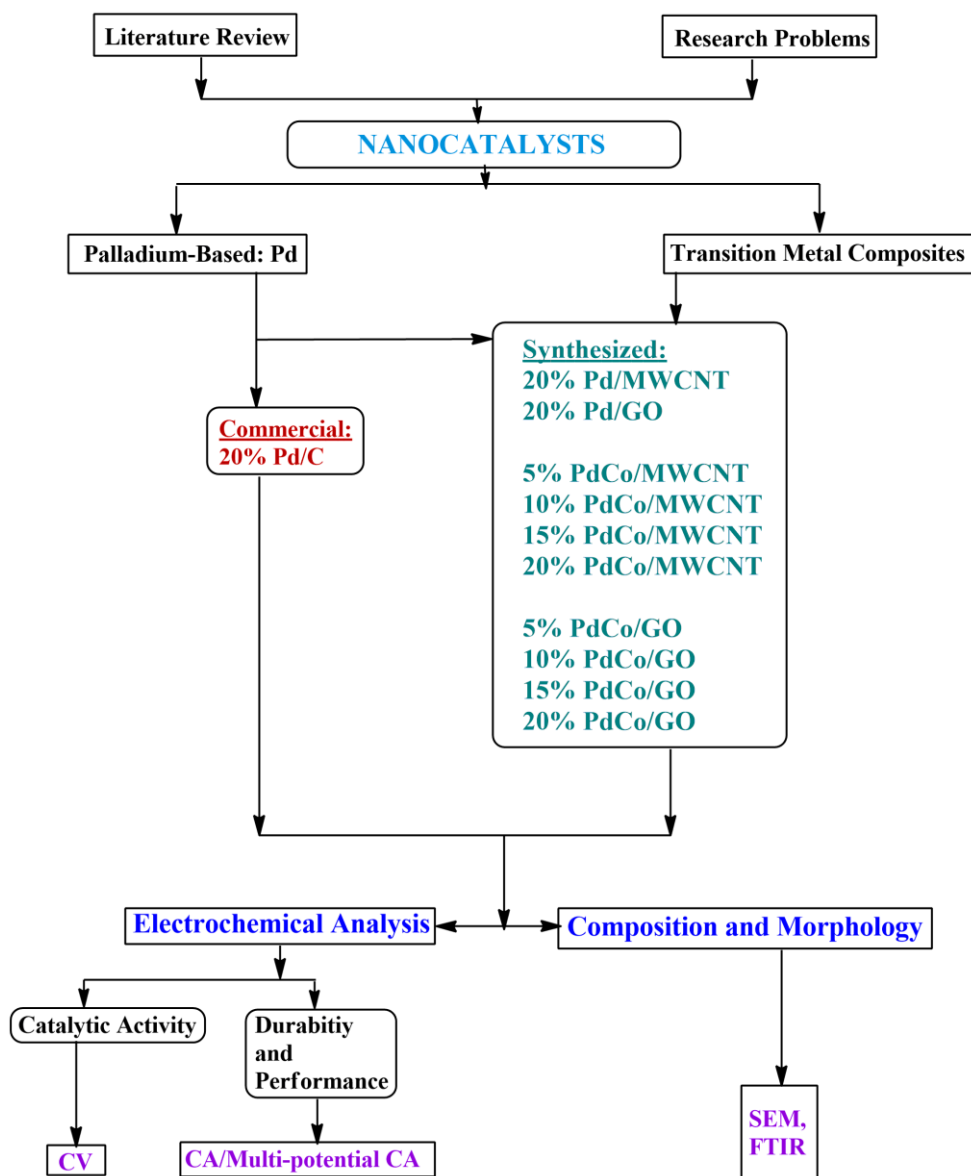 Literature Review
Research Problems
NANOCATALYSTS
Palladium-Based: Pd
Transition Metal Composites
Commercial:
20% Pd/C
Synthesized:
20% Pd/MWCNT
20% Pd/GO
5% PdCo/MWCNT
10% PdCo/MWCNT
15% PdCo/MWCNT
20% PdCo/MWCNT
5% PdCo/GO
10% PdCo/GO
15% PdCo/GO
20% PdCo/GO
Electrochemical Analysis
Composition and Morphology
Catalytic Activity
Durabitiy
and
Performance
CV
CA/Multi-potential CA
SEM,
FTIR